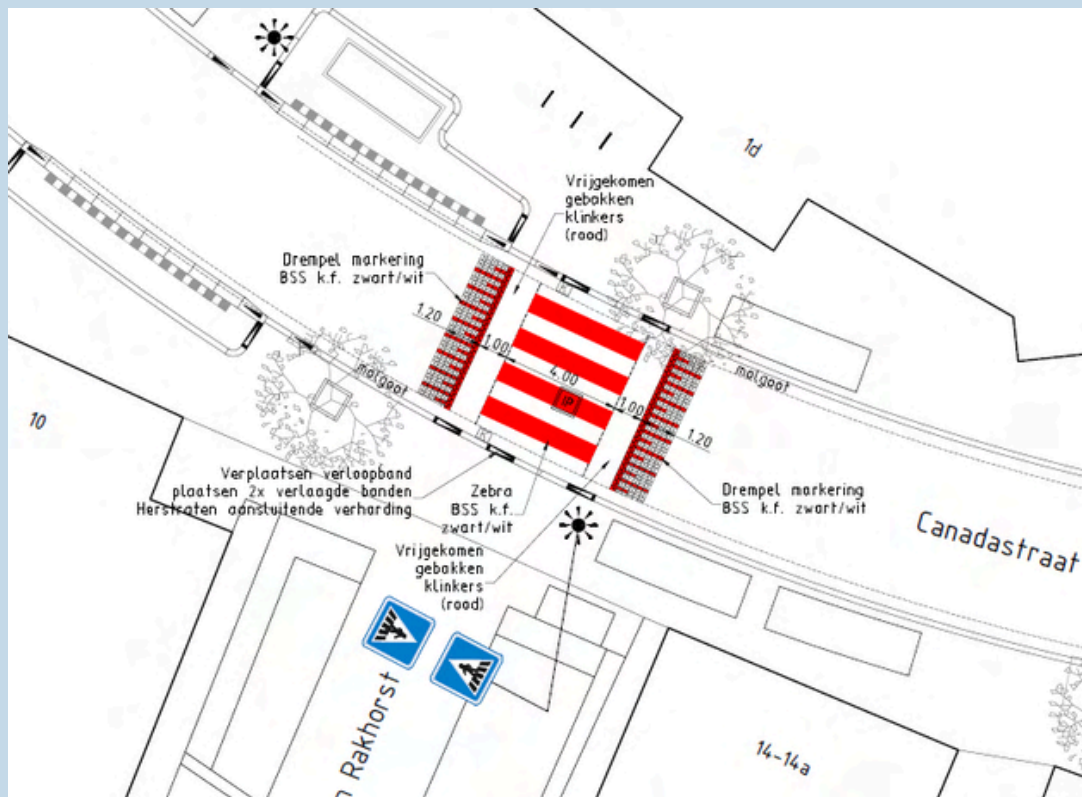 1d
Vrijgekomen
gebakken
klinkers
(rood)
Drempel markering
BSS k.f. zwart/wit
1.20
1.00
4.00
1.00
1.20
molgoot
molgoot
IP
K
10
Verplaatsen verloopband
plaatsen 2x verlaagde banden
Herstraten aansluitende verharding
Zebra
BSS k.f.
zwart/wit
Drempel markering
BSS k.f. zwart/wit
Canadastraat
Vrijgekomen
gebakken
klinkers
(rood)
n Rakhorst
14-14a